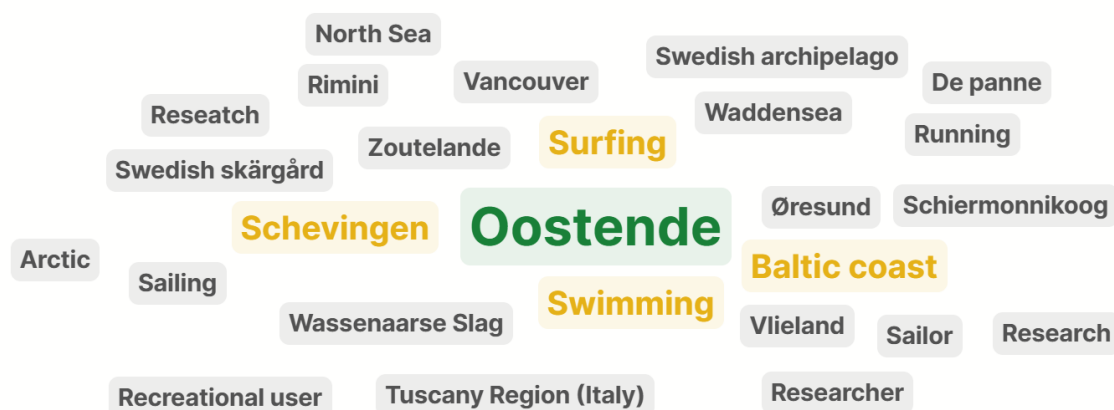 North Sea
Swedish archipelago
Rimini
Vancouver
De panne
Reseatch
Waddensea
Zoutelande
Surfing
Running
Swedish skärgård
Schevingen
Oostende
Øresund
Schiermonnikoog
Arctic
Sailing
Baltic coast
Swimming
Wassenaarse Slag
Vlieland
Sailor
Research
Recreational user
Tuscany Region (Italy)
Researcher